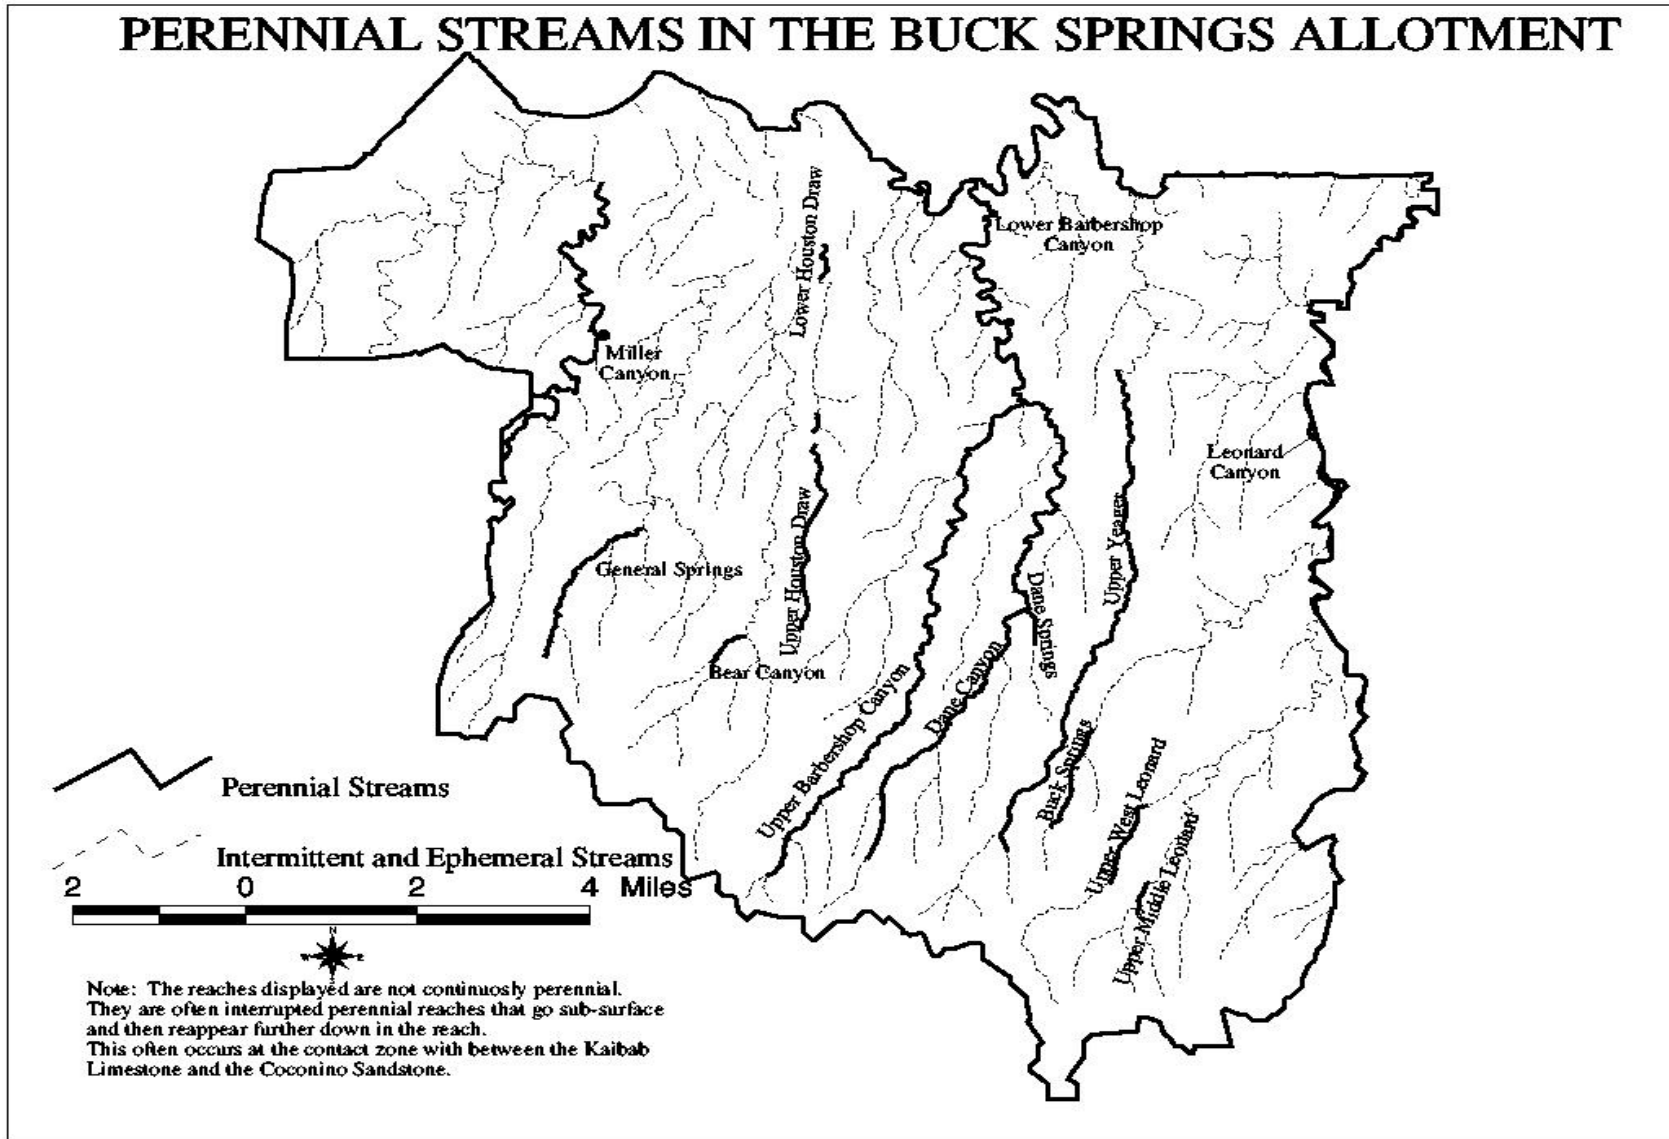 PERENNIAL STREAMS IN THE BUCK SPRINGS ALLOTMENT
Lower Houston Draw
Lower Barbershop
Canyon
Miller
Canyon
Leonard
Canyon
Upper Houston Draw
Upper Yeager
General Springs
Dane Springs
Bear Canyon
Upper Barbershop Canyon
Dane Canyon
Buck Springs
Upper West Leonard
Upper Middle Leonard
Perennial Streams
Intermittent and Ephemeral Streams
2 0 2 4 Miles
N
W E
S
Note: The reaches displayed are not continuosly perennial.
They are often interrupted perennial reaches that go sub-surface
and then reappear further down in the reach.
This often occurs at the contact zone with between the Kaibab
Limestone and the Coconino Sandstone.